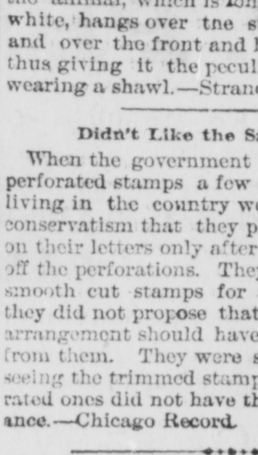 white, hangs over tne s
and over the front and
thus giving it the pecul
wearing a shawl.—Stran
Didn't Like the
When the government
perforated stamps a few
living in the country
conservatism that they
on their letters only after
off the perforations. They
smooth cut stamps for
they did not propose that
arrangement should have
from them. They were s
seeing the trimmed stamp
rated ones did not have
ance.—Chicago Record.